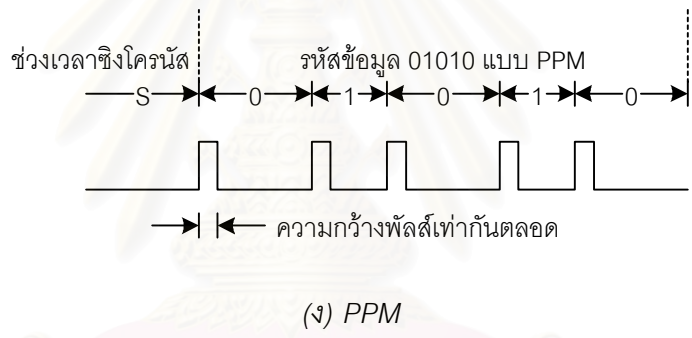 ช่วงเวลาซิงโครนัส รหัสข้อมูล 01010 แบบ PPM
S 0 1 0 1 0
ความกว้างพัลส์เท่ากันตลอด
(ง) PPM